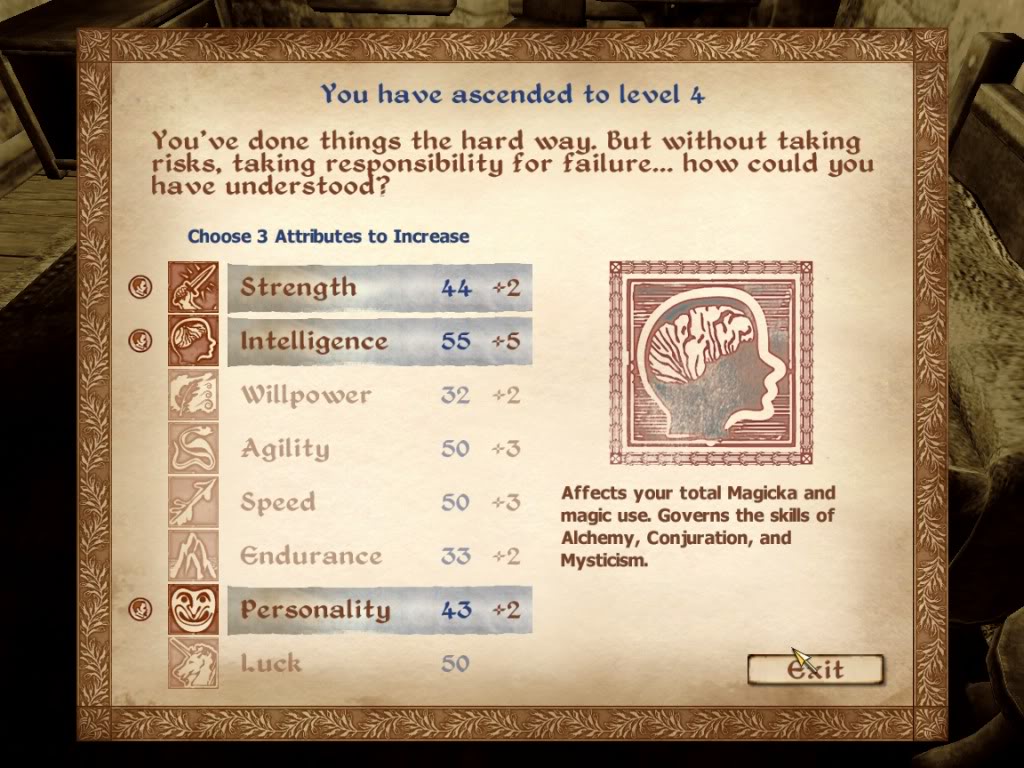 You have ascended to level 4
You've done things the hard way. But without taking
risks, taking responsibility for failure... how could you
have understood?
Choose 3 Attributes to Increase
Strength 44 +2
Intelligence 55 +5
Willpower 32 +2
Agility 50 +3
Speed 50 +3
Endurance 33 +2
Personality 43 +2
Luck 50
Affects your total Magicka and
magic use. Governs the skills of
Alchemy, Conjuration, and
Mysticism.
Exit